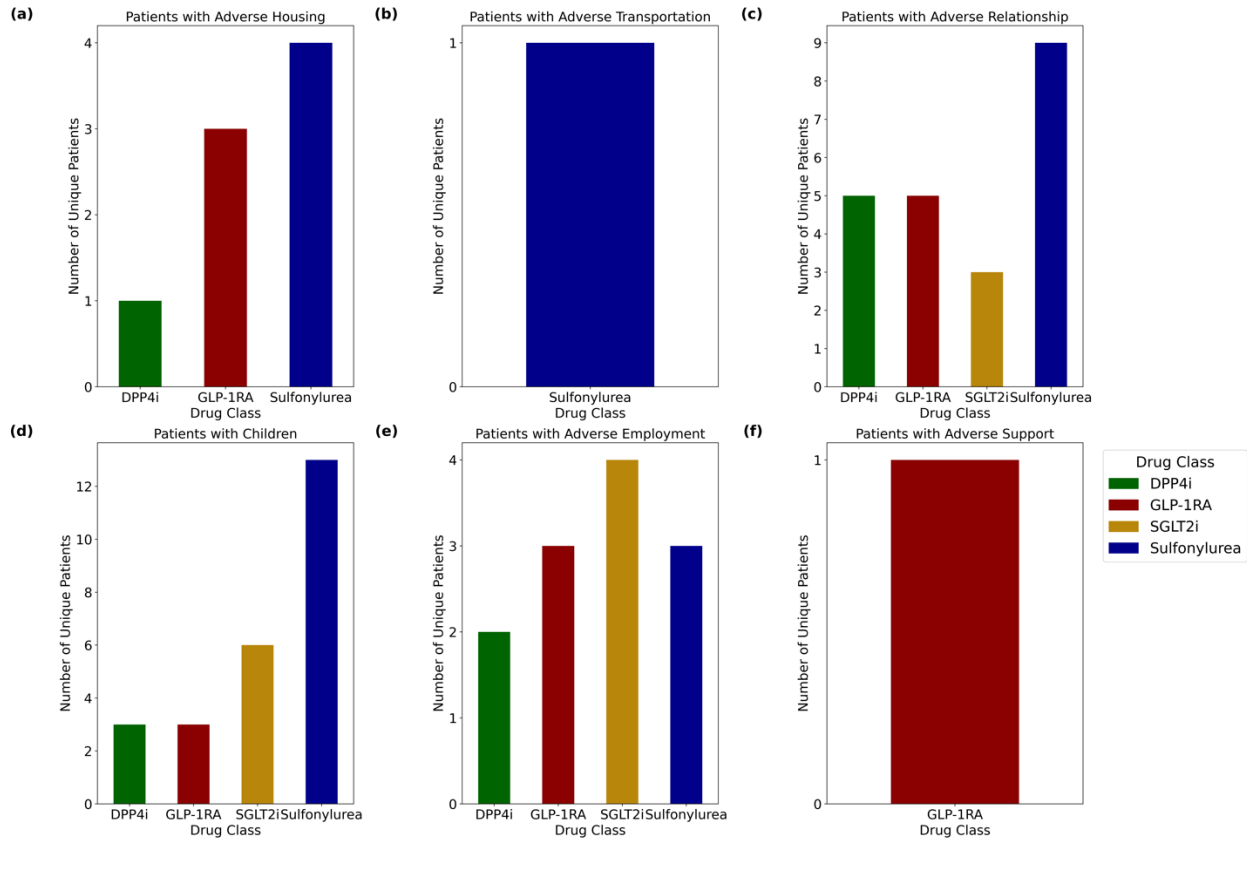 (a)
Patients with Adverse Housing
Number of Unique Patients
4
3
2
1
0
DPP4i GLP-1RA Sulfonylurea
Drug Class
(b)
Patients with Adverse Transportation
Number of Unique Patients
1
0
Sulfonylurea
Drug Class
(c)
Patients with Adverse Relationship
Number of Unique Patients
9
8
7
6
5
4
3
2
1
0
DPP4i GLP-1RA SGLT2i Sulfonylurea
Drug Class
(d)
Patients with Children
Number of Unique Patients
12
10
8
6
4
2
0
DPP4i GLP-1RA SGLT2i Sulfonylurea
Drug Class
(e)
Patients with Adverse Employment
Number of Unique Patients
4
3
2
1
0
DPP4i GLP-1RA SGLT2i Sulfonylurea
Drug Class
(f)
Patients with Adverse Support
Number of Unique Patients
1
0
GLP-1RA
Drug Class
Drug Class
DPP4i
GLP-1RA
SGLT2i
Sulfonylurea